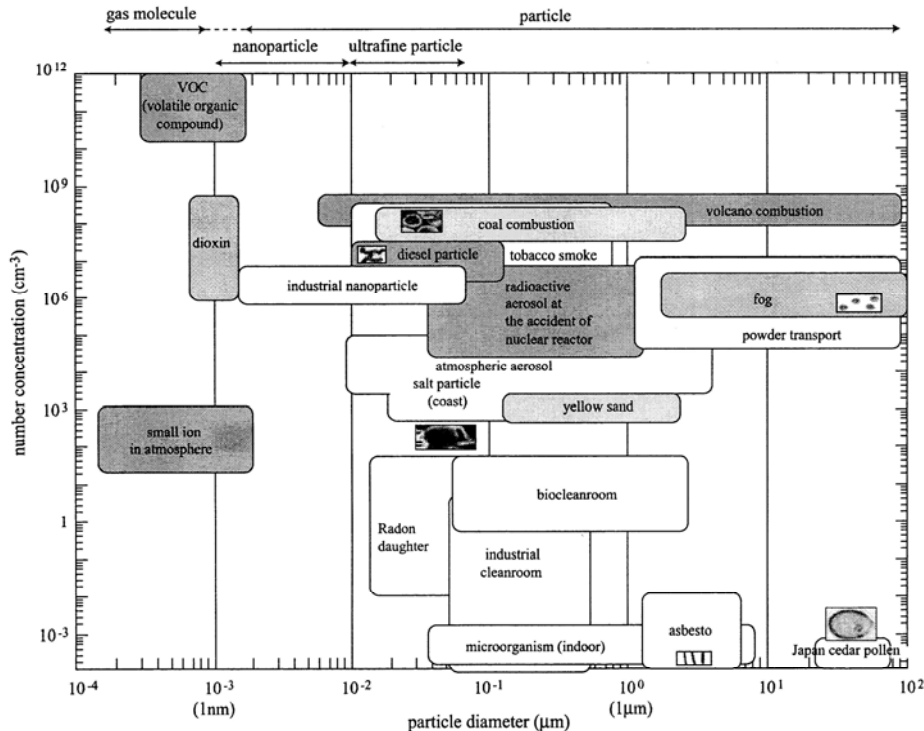 gas molecule
particle
nanoparticle
ultrafine particle
10^12
10^9
10^6
10^3
1
10^-3
number concentration (cm^-3)
VOC
(volatile organic
compound)
dioxin
volcano combustion
coal combustion
diesel particle
tobacco smoke
industrial nanoparticle
radioactive
aerosol at
the accident of
nuclear reactor
fog
powder transport
atmospheric aerosol
salt particle
(coast)
yellow sand
small ion
in atmosphere
biocleanroom
Radon
daughter
industrial
cleanroom
microorganism (indoor)
asbesto
Japan cedar pollen
10^-4
10^-3
10^-2
10^-1
10^0
10^1
10^2
(1nm)
(1μm)
particle diameter (μm)